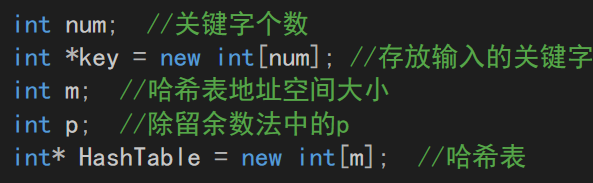 int num;  //关键字个数
int *key = new int[num]; //存放输入的关键字
int m;  //哈希表地址空间大小
int p;  //除留余数法中的p
int* HashTable = new int[m];  //哈希表